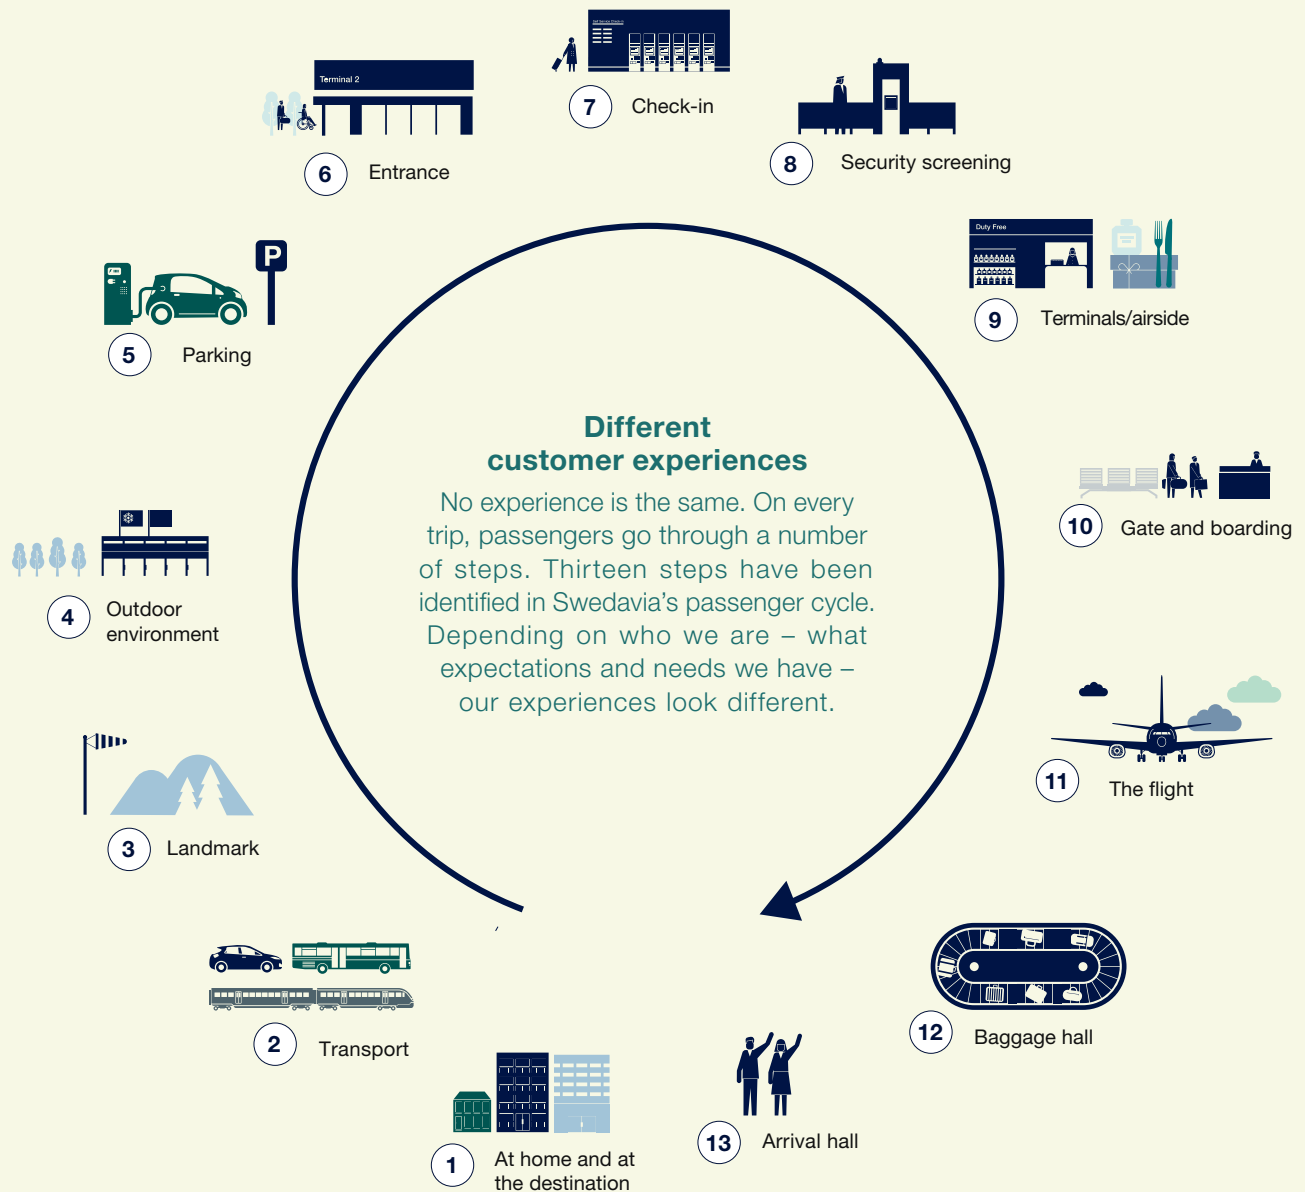 Self Service Check-in
7
Check-in
Terminal 2
6
Entrance
8
Security screening
Duty Free
9
Terminals/airside
P
5
Parking
Different
customer experiences
No experience is the same. On every
trip, passengers go through a number
of steps. Thirteen steps have been
identified in Swedavia’s passenger cycle.
Depending on who we are – what
expectations and needs we have –
our experiences look different.
10
Gate and boarding
4
Outdoor
environment
11
The flight
3
Landmark
2
Transport
12
Baggage hall
13
Arrival hall
1
At home and at
the destination